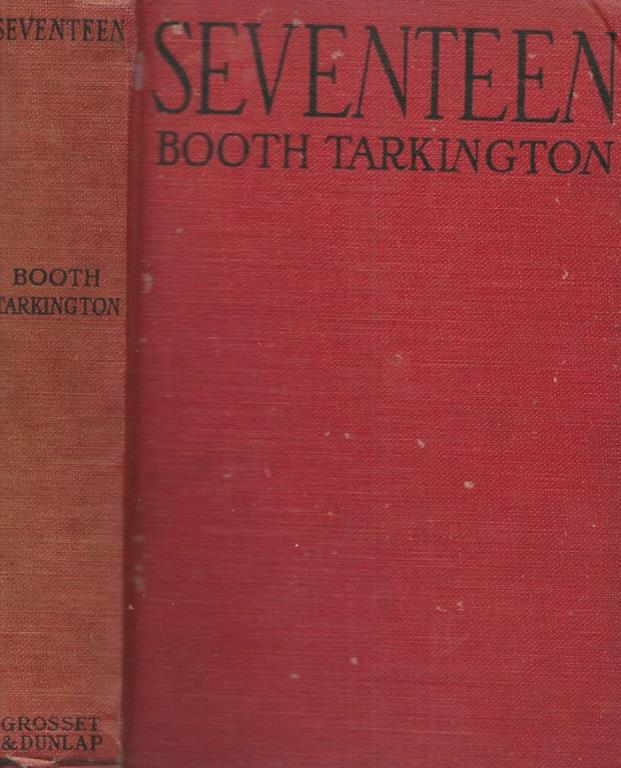 SEVENTEEN
BOOTH
TARKINGTON
GROSSET
& DUNLAP
SEVENTEEN
BOOTH TARKINGTON